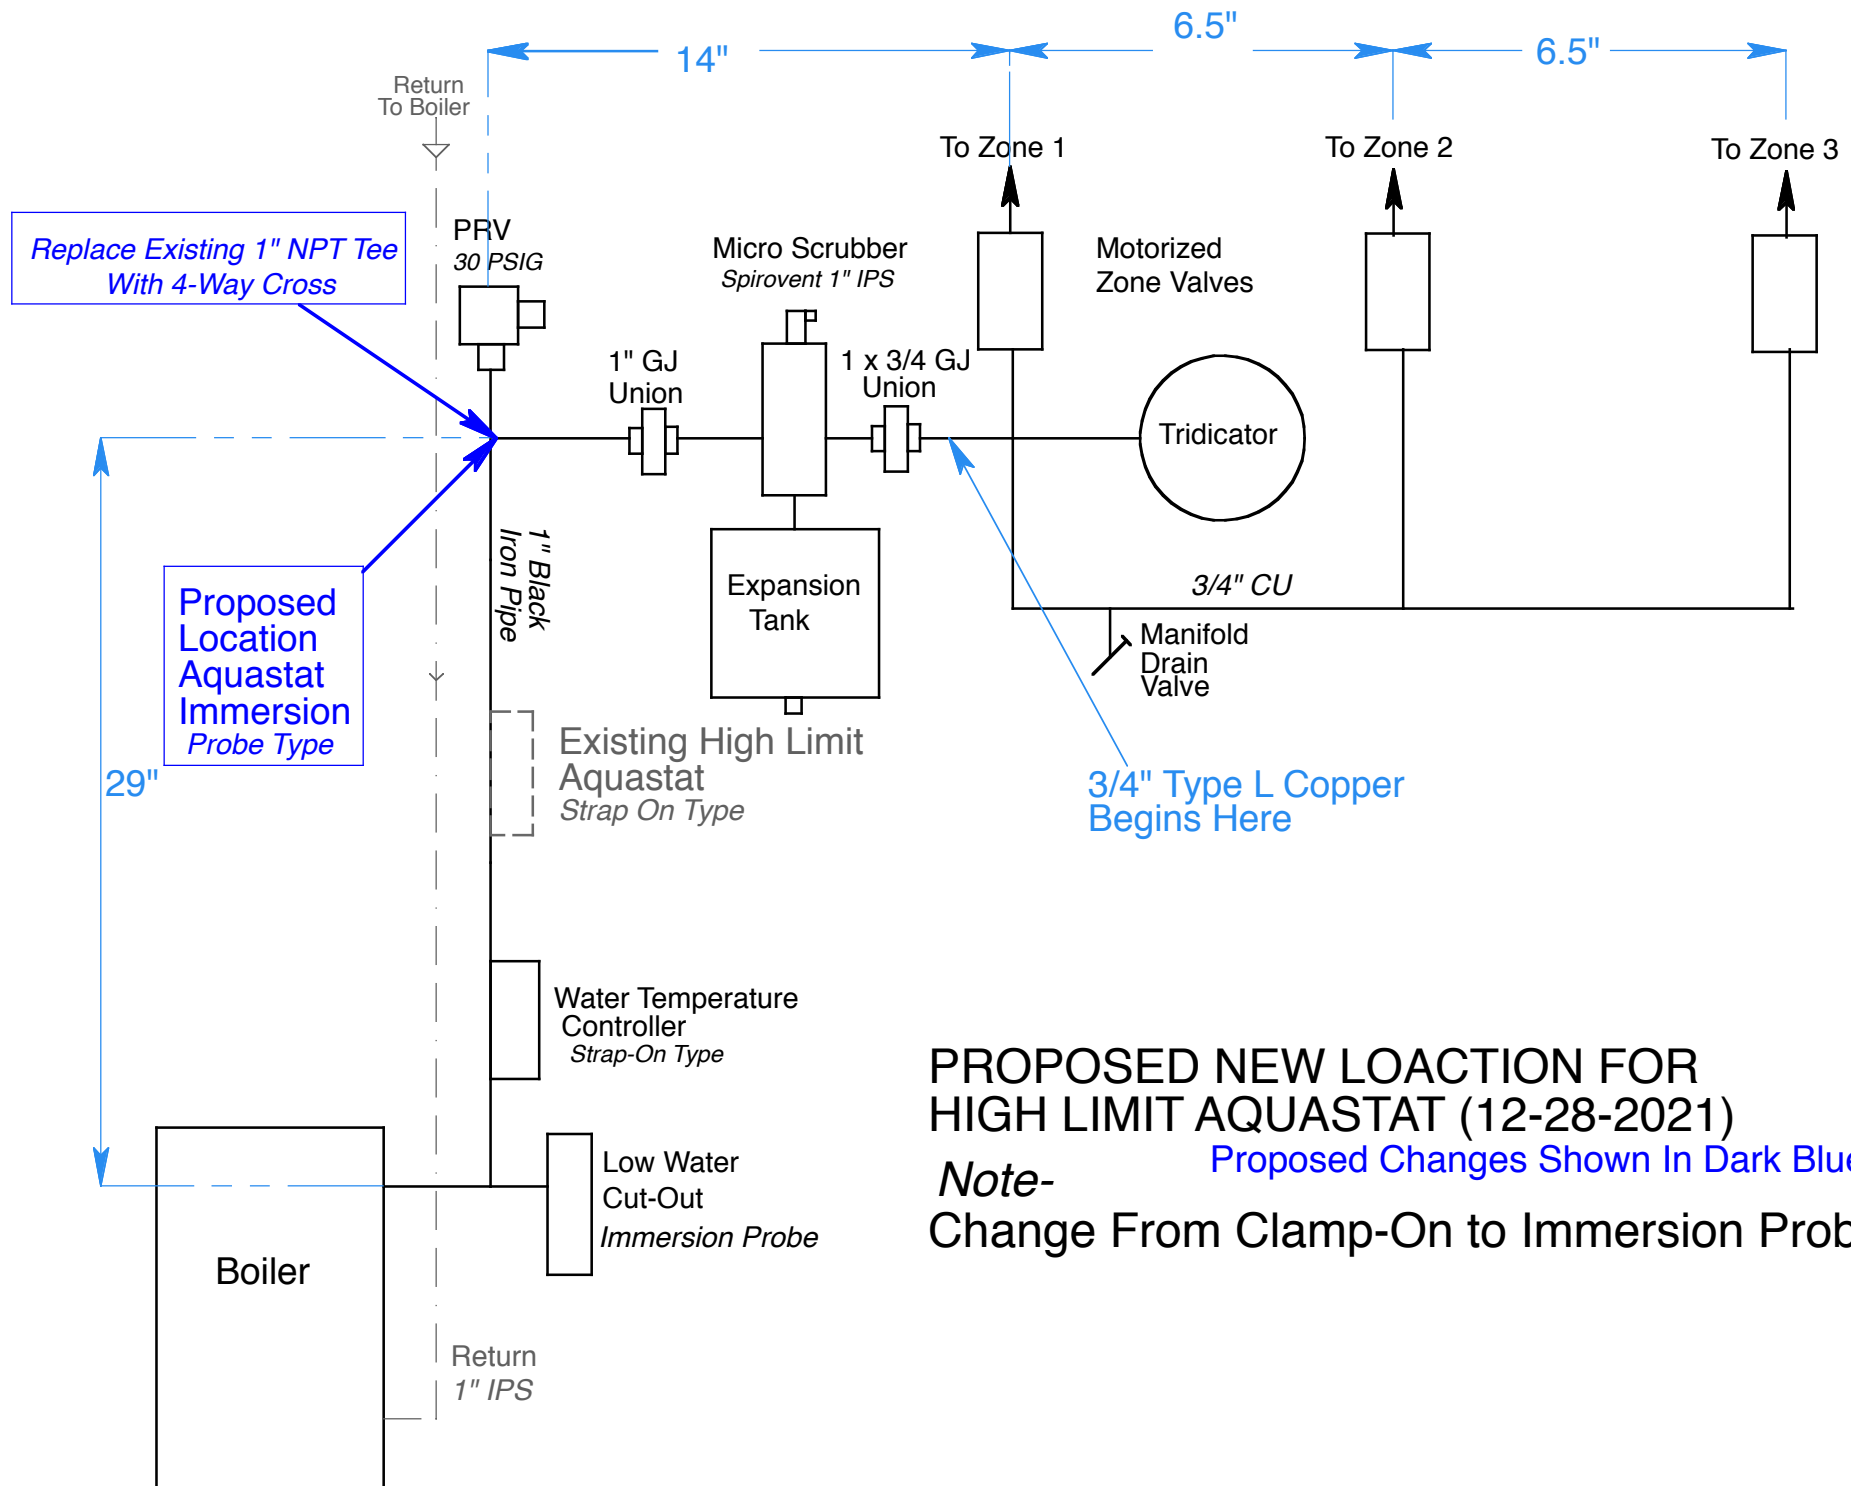 6.5"
14"
6.5"
Return
To Boiler
To Zone 1
To Zone 2
To Zone 3
Replace Existing 1" NPT Tee
With 4-Way Cross
PRV
30 PSIG
Micro Scrubber
Spirovent 1" IPS
Motorized
Zone Valves
1" GJ
Union
1 x 3/4 GJ
Union
Tridicator
1" Black
Iron Pipe
Expansion
Tank
3/4" CU
Manifold
Drain
Valve
Proposed
Location
Aquastat
Immersion
Probe Type
29"
Existing High Limit
Aquastat
Strap On Type
3/4" Type L Copper
Begins Here
Water Temperature
Controller
Strap-On Type
Low Water
Cut-Out
Immersion Probe
Boiler
Return
1" IPS
PROPOSED NEW LOACTION FOR
HIGH LIMIT AQUASTAT (12-28-2021)
Proposed Changes Shown In Dark Blue
Note-
Change From Clamp-On to Immersion Prob